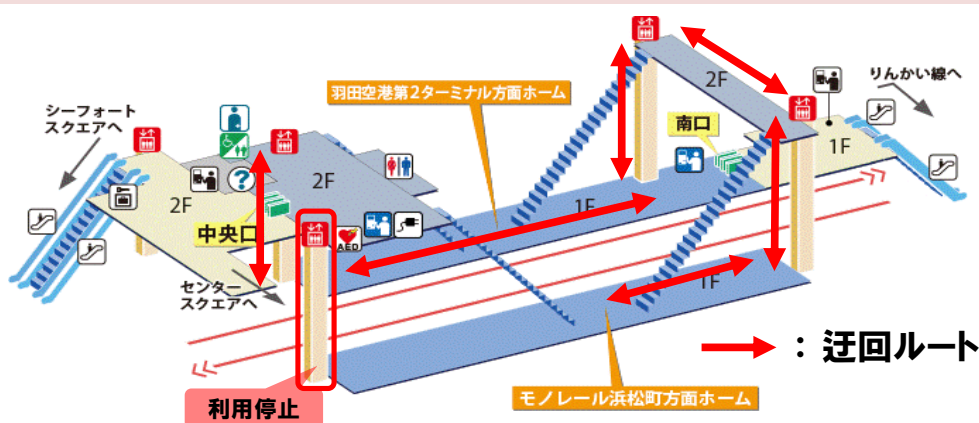 シーフォート
スクエアへ
羽田空港第2ターミナル方面ホーム
2F
りんかい線へ
南口
1F
2F
2F
?
中央口
1F
AED
センター
スクエアへ
1F
:迂回ルート
利用停止
モノレール浜松町方面ホーム